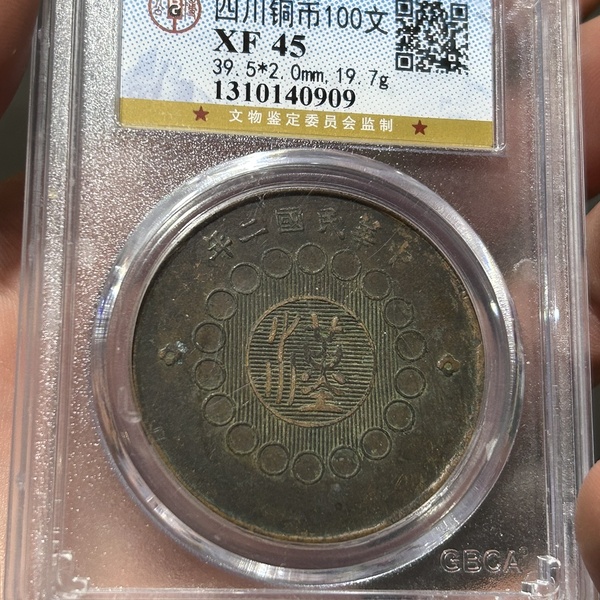 四川铜币100文
XF 45
39.5*2.0mm,19.7g
1310140909
文物鉴定委员会监制
年二國民華中
漢
GBCA